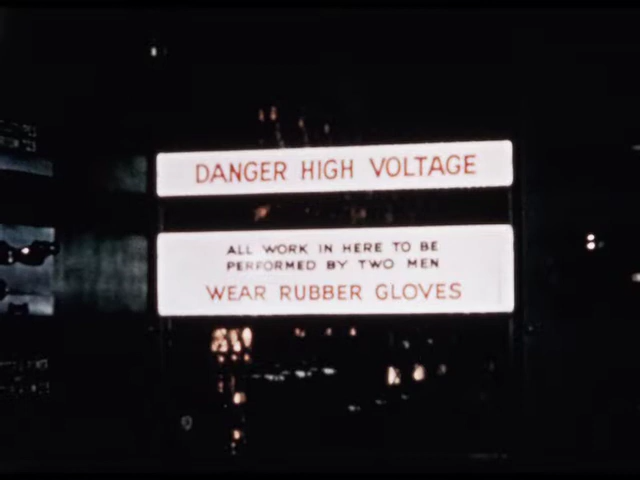 DANGER HIGH VOLTAGE
ALL WORK IN HERE TO BE
PERFORMED BY TWO MEN
WEAR RUBBER GLOVES